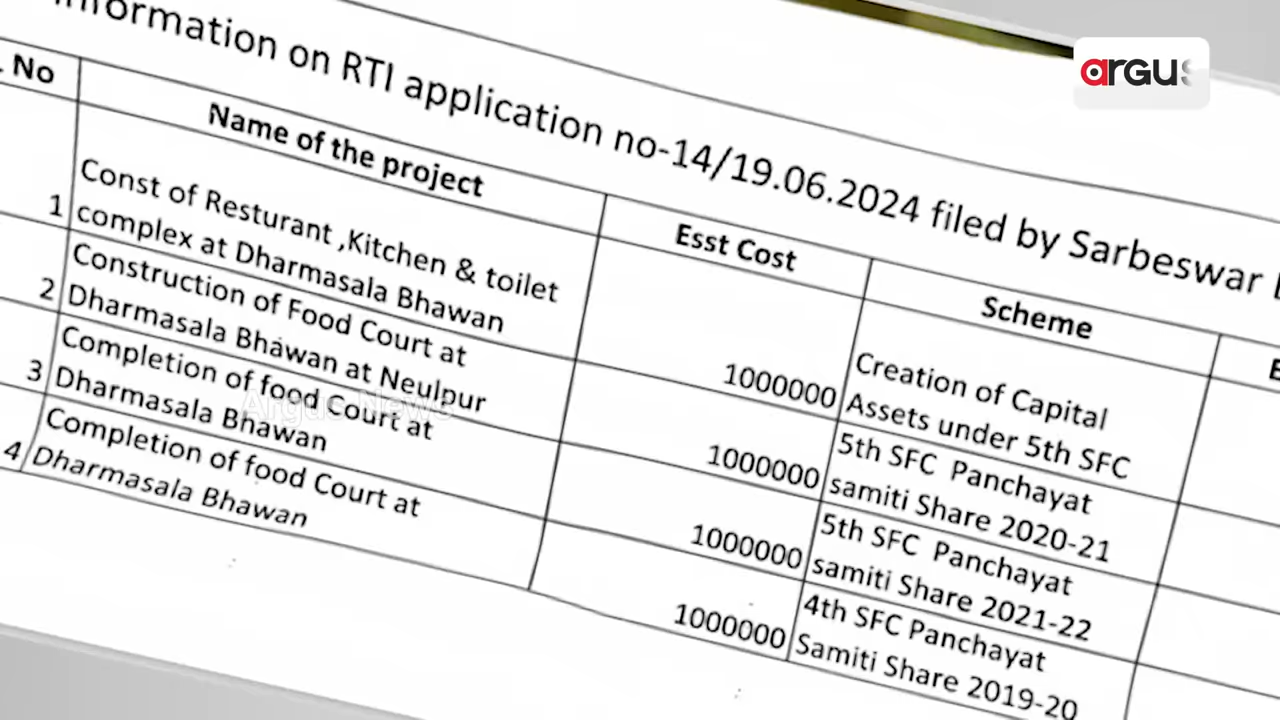 argus
information on RTI application no-14/19.06.2024 filed by Sarbeswar
No
Name of the project
Esst Cost
Scheme
1
Const of Resturant ,Kitchen & toilet
complex at Dharmasala Bhawan
1000000
Creation of Capital
Assets under 5th SFC
2
Construction of Food Court at
Dharmasala Bhawan at Neulpur
1000000
5th SFC Panchayat
samiti Share 2020-21
3
Completion of food Court at
Dharmasala Bhawan
1000000
5th SFC Panchayat
samiti Share 2021-22
4
Completion of food Court at
Dharmasala Bhawan
1000000
4th SFC Panchayat
Samiti Share 2019-20
Argus News